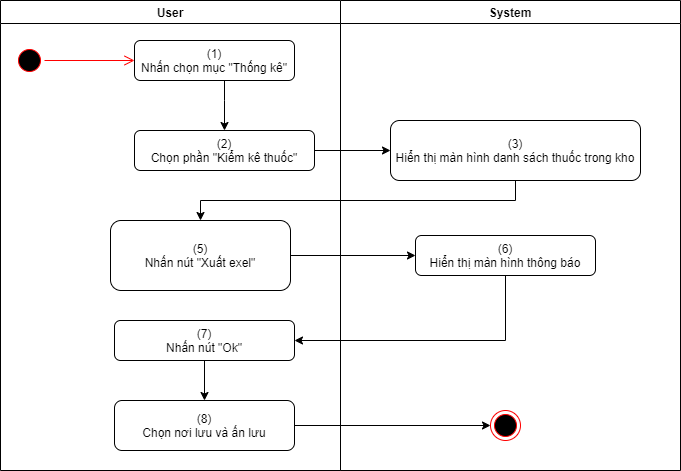 User
System
(1)
Nhấn chọn mục "Thống kê"
(2)
Chọn phần "Kiểm kê thuốc"
(3)
Hiển thị màn hình danh sách thuốc trong kho
(5)
Nhấn nút "Xuất exel"
(6)
Hiển thị màn hình thông báo
(7)
Nhấn nút "Ok"
(8)
Chọn nơi lưu và ấn lưu